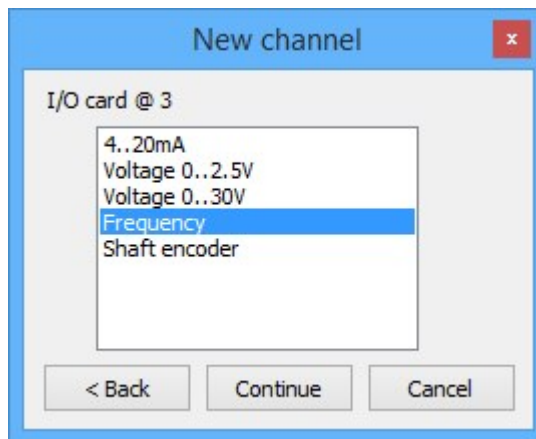 New channel
x
I/O card @ 3
4..20mA
Voltage 0..2.5V
Voltage 0..30V
Frequency
Shaft encoder
< Back
Continue
Cancel